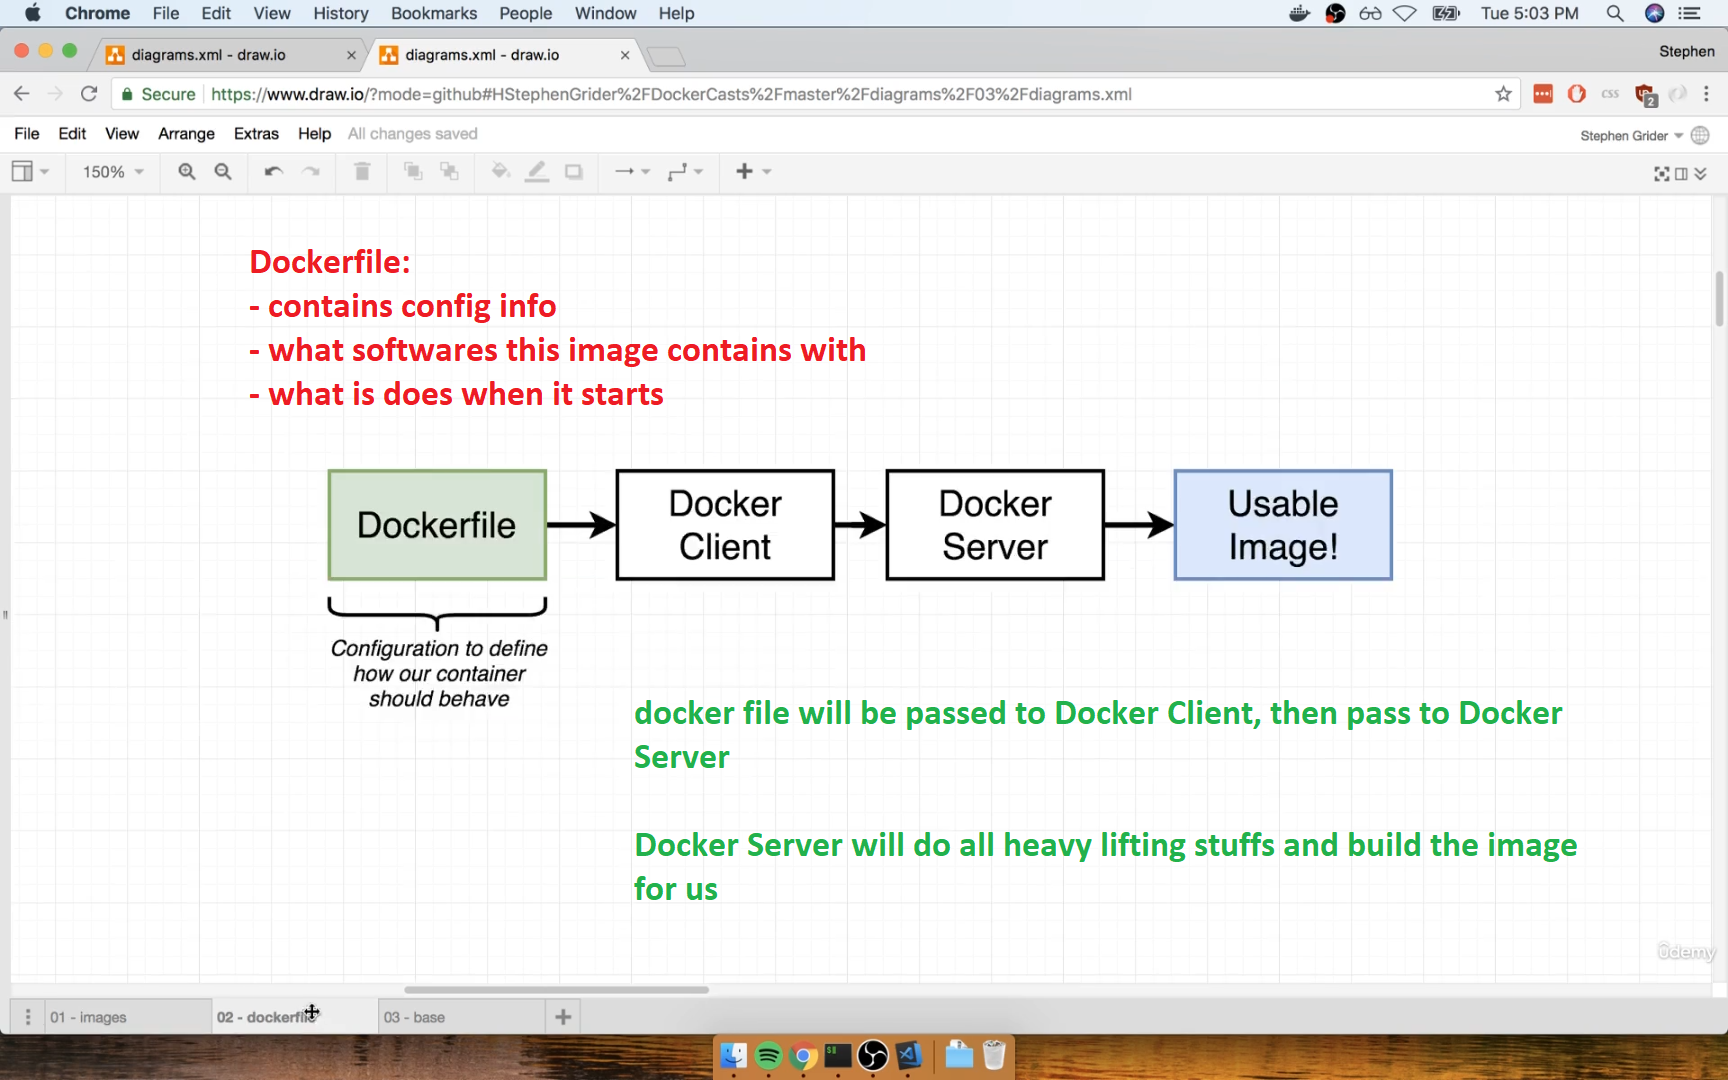 Chrome File Edit View History Bookmarks People Window Help Tue 5:03 PM
diagrams.xml - draw.io diagrams.xml - draw.io Stephen
Secure https://www.draw.io/?mode=github#HStephenGrider%2FDockerCasts%2Fmaster%2Fdiagrams%2F03%2Fdiagrams.xml css 2
File Edit View Arrange Extras Help All changes saved Stephen Grider
150%
Dockerfile:
- contains config info
- what softwares this image contains with
- what is does when it starts
Dockerfile
Docker
Client
Docker
Server
Usable
Image!
Configuration to define
how our container
should behave
docker file will be passed to Docker Client, then pass to Docker
Server
Docker Server will do all heavy lifting stuffs and build the image
for us
ûdemy
01 - images 02 - dockerfile 03 - base